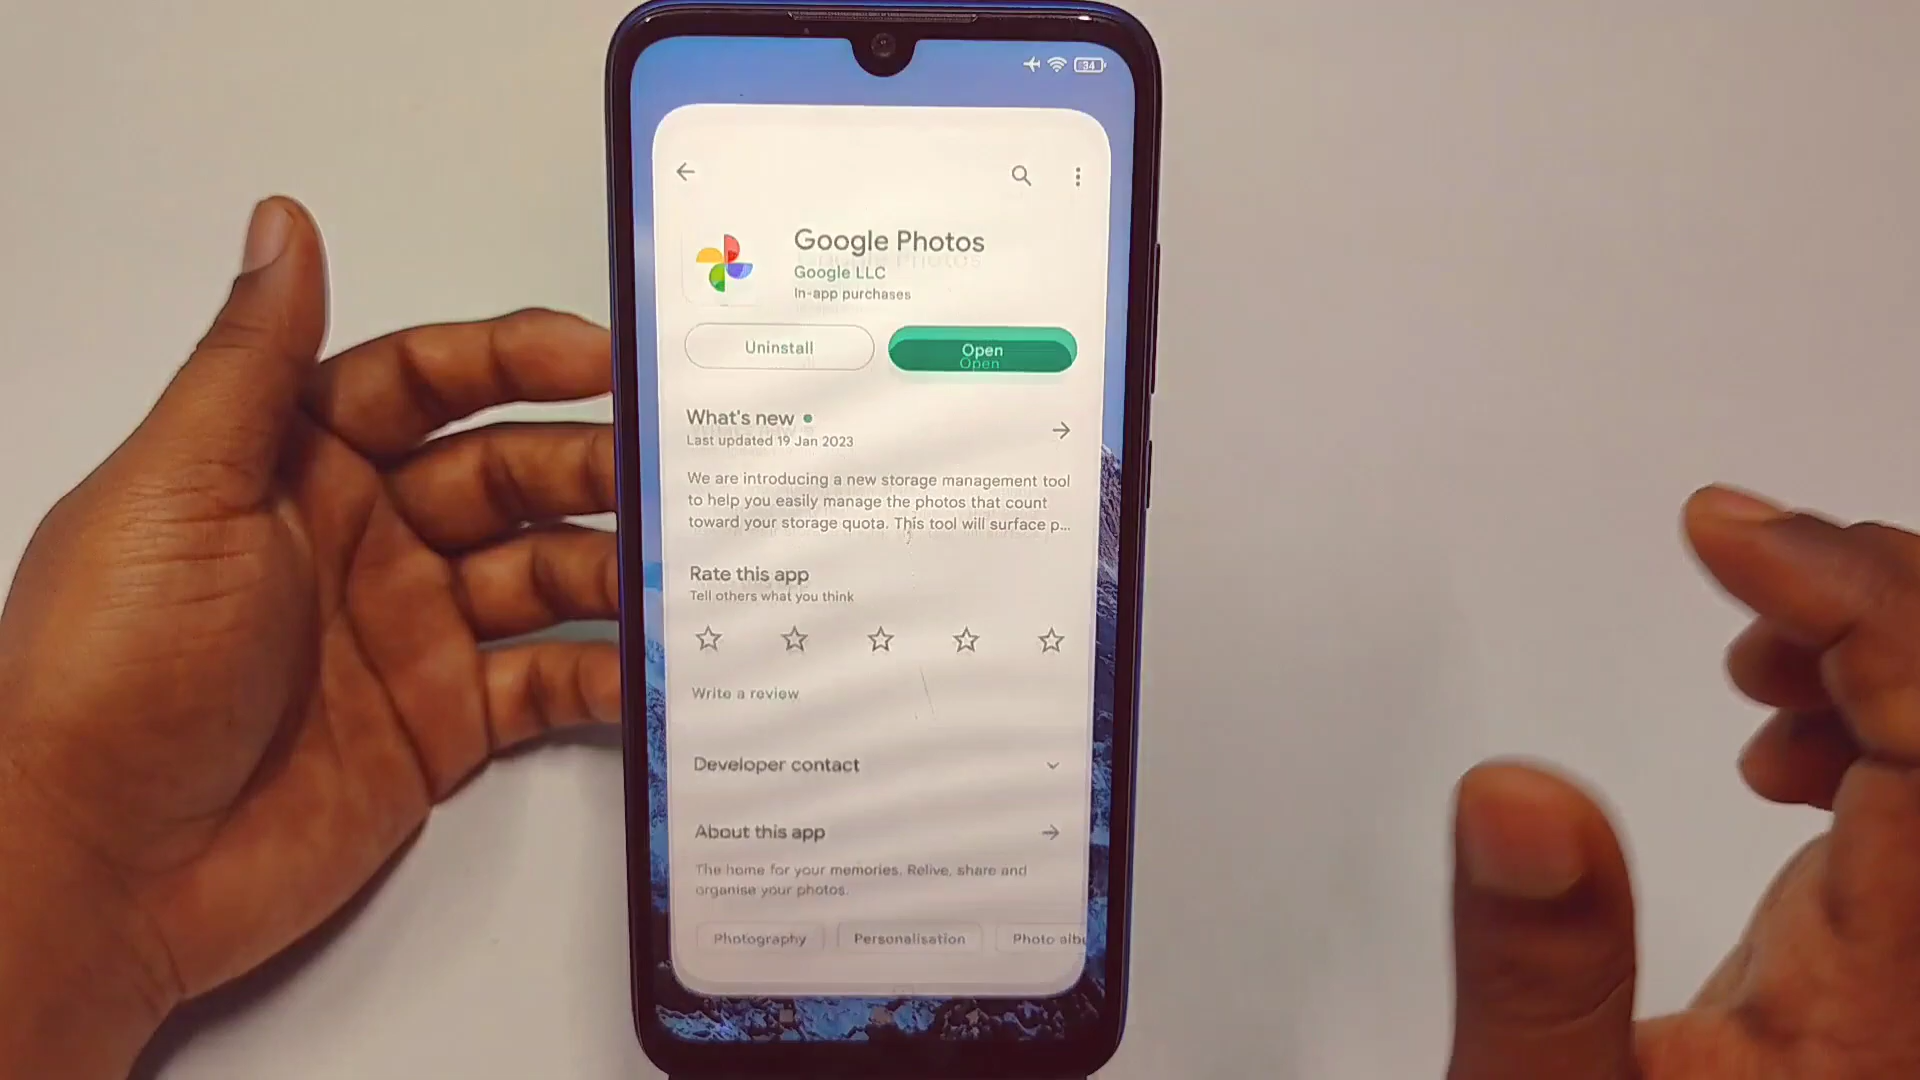 34
Google Photos
Google LLC
In-app purchases
Uninstall
Open
What's new
Last updated 19 Jan 2023
We are introducing a new storage management tool
to help you easily manage the photos that count
toward your storage quota. This tool will surface p...
Rate this app
Tell others what you think
Write a review
Developer contact
About this app
The home for your memories. Relive, share and
organise your photos.
Photography
Personalisation
Photo albu